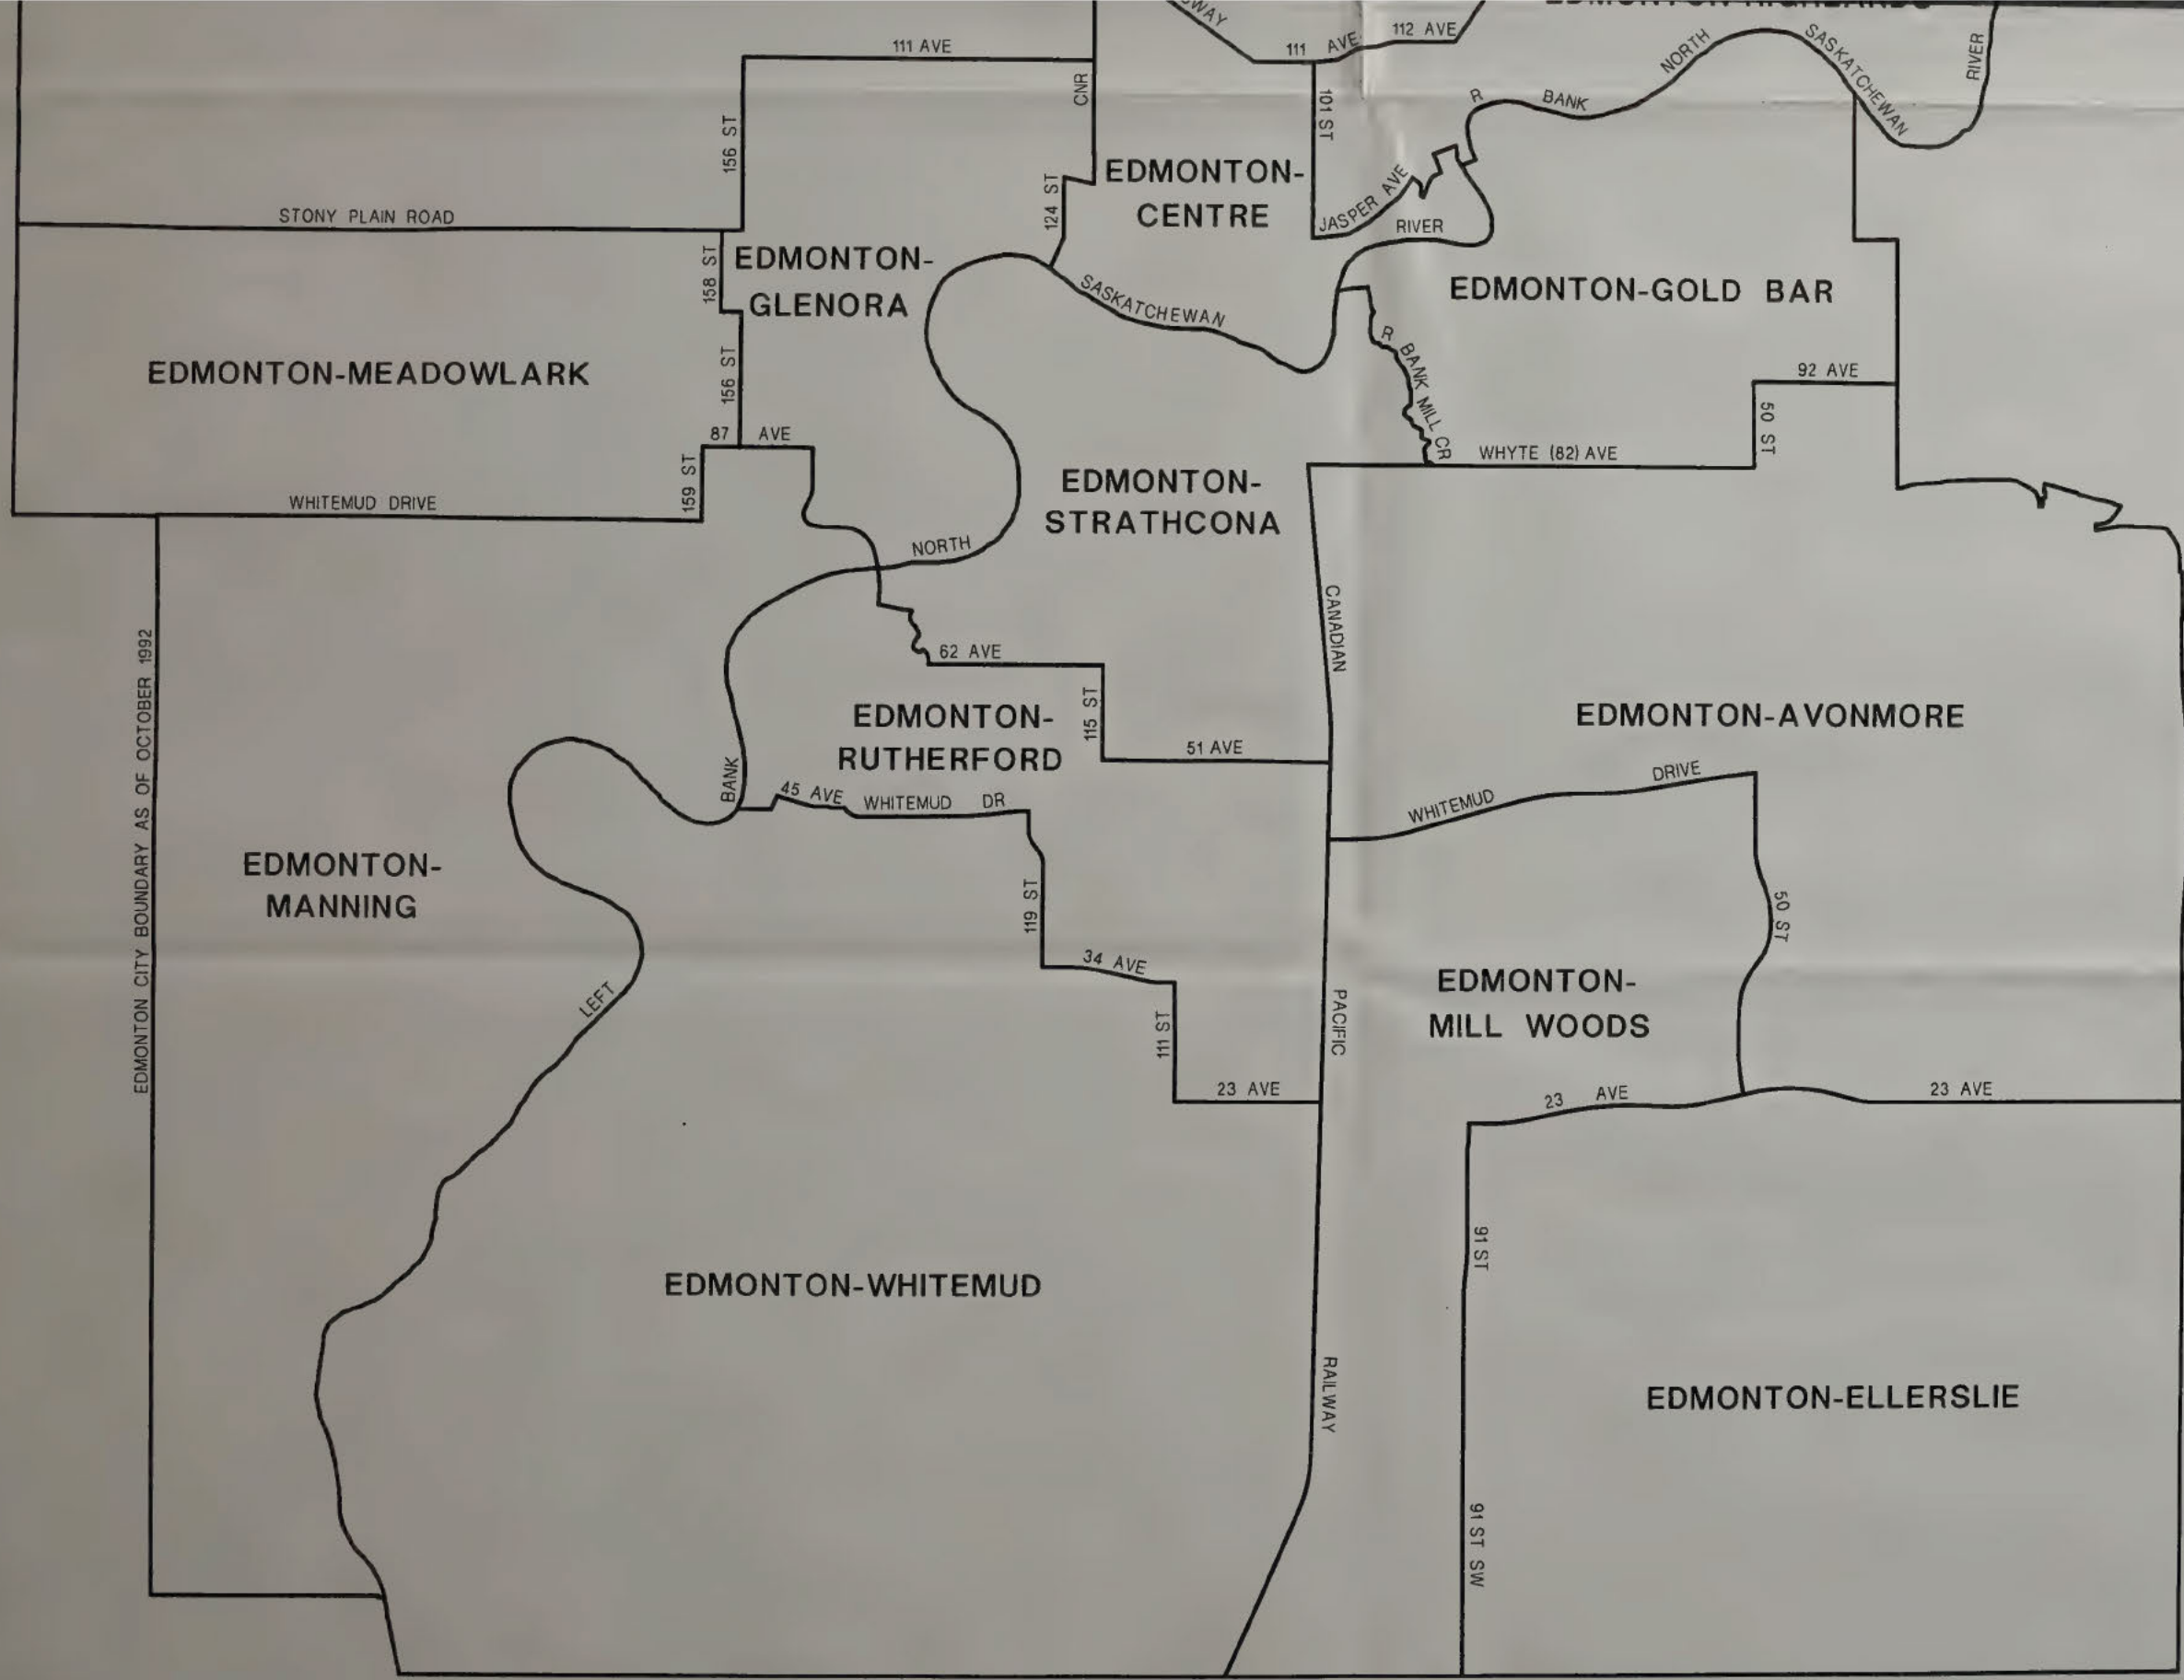 111 AVE
WAY
111 AVE
112 AVE
EDMONTON-HIGHLANDS
NORTH
SASKATCHEWAN
RIVER
CNR
156 ST
101 ST
R BANK
STONY PLAIN ROAD
124 ST
EDMONTON-
CENTRE
JASPER AVE
RIVER
158 ST
EDMONTON-
GLENORA
SASKATCHEWAN
EDMONTON-GOLD BAR
EDMONTON-MEADOWLARK
156 ST
R BANK MILL CR
92 AVE
50 ST
87 AVE
159 ST
WHITEMUD DRIVE
EDMONTON-
STRATHCONA
WHYTE (82) AVE
NORTH
CANADIAN
62 AVE
115 ST
EDMONTON-
RUTHERFORD
51 AVE
EDMONTON-AVONMORE
EDMONTON CITY BOUNDARY AS OF OCTOBER 1992
BANK
45 AVE
WHITEMUD DR
WHITEMUD DRIVE
EDMONTON-
MANNING
119 ST
50 ST
34 AVE
LEFT
111 ST
PACIFIC
EDMONTON-
MILL WOODS
23 AVE
23 AVE
23 AVE
91 ST
EDMONTON-WHITEMUD
RAILWAY
EDMONTON-ELLERSLIE
91 ST SW